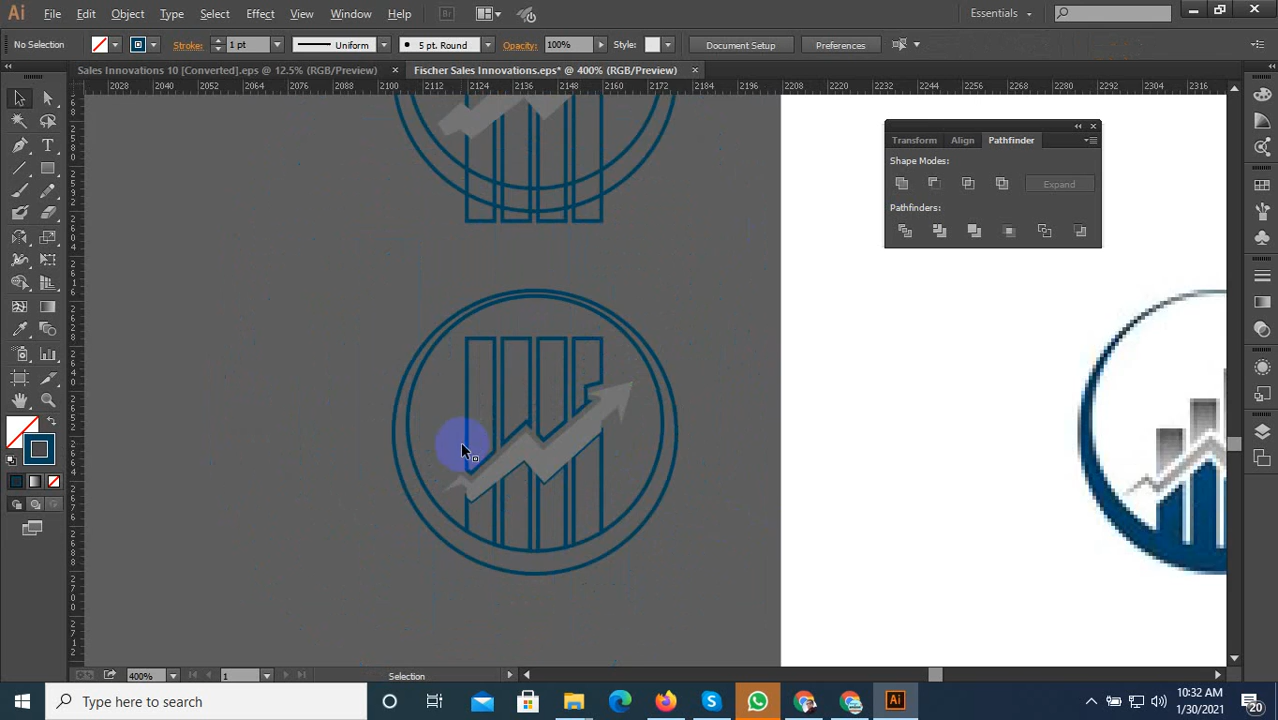 Ai File Edit Object Type Select Effect View Window Help Br Essentials
No Selection Stroke: 1 pt Uniform 5 pt. Round Opacity: 100% Style: Document Setup Preferences
Sales Innovations 10 [Converted].eps @ 12.5% (RGB/Preview) × Fischer Sales Innovations.eps* @ 400% (RGB/Preview) ×
2028 2040 2052 2064 2076 2088 2100 2112 2124 2136 2148 2160 2172 2184 2196 2208 2220 2232 2244 2256 2268 2280 2292 2304 2316
Transform Align Pathfinder
Shape Modes:
Expand
Pathfinders:
400% 1 Selection
Type here to search
10:32 AM
1/30/2021
20